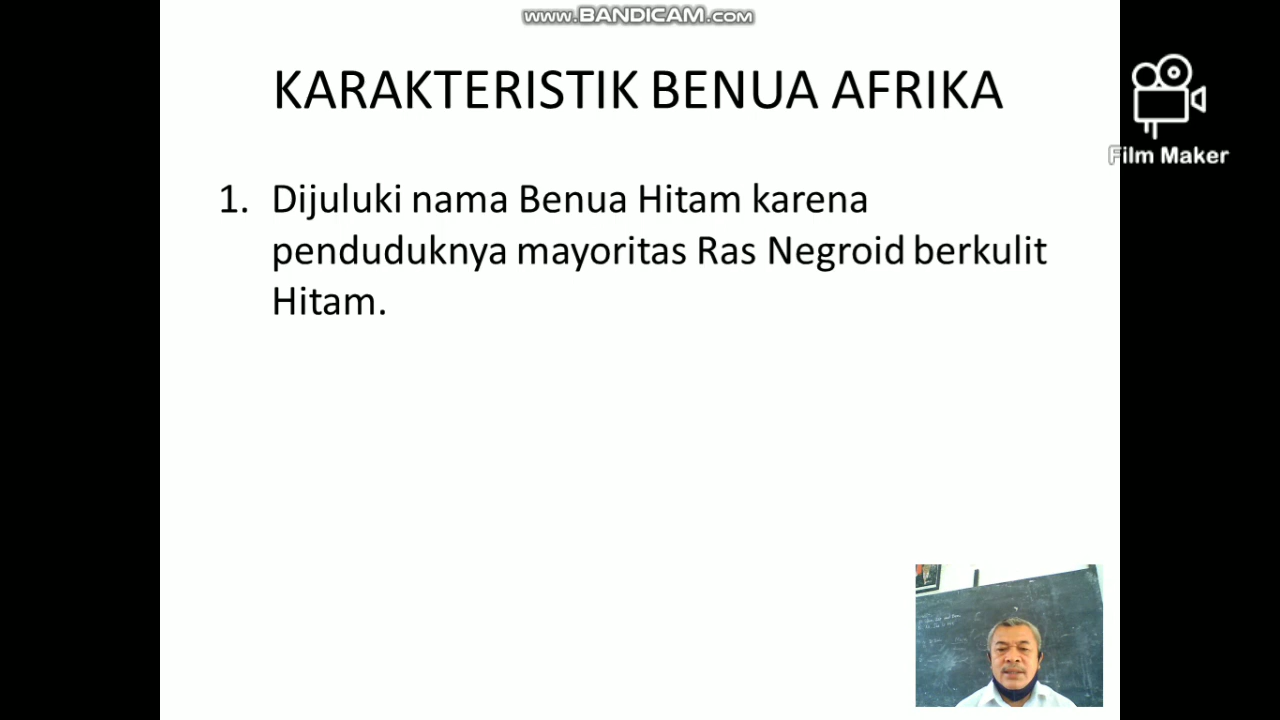 www.BANDICAM.com
KARAKTERISTIK BENUA AFRIKA
Film Maker
1. Dijuluki nama Benua Hitam karena
penduduknya mayoritas Ras Negroid berkulit
Hitam.